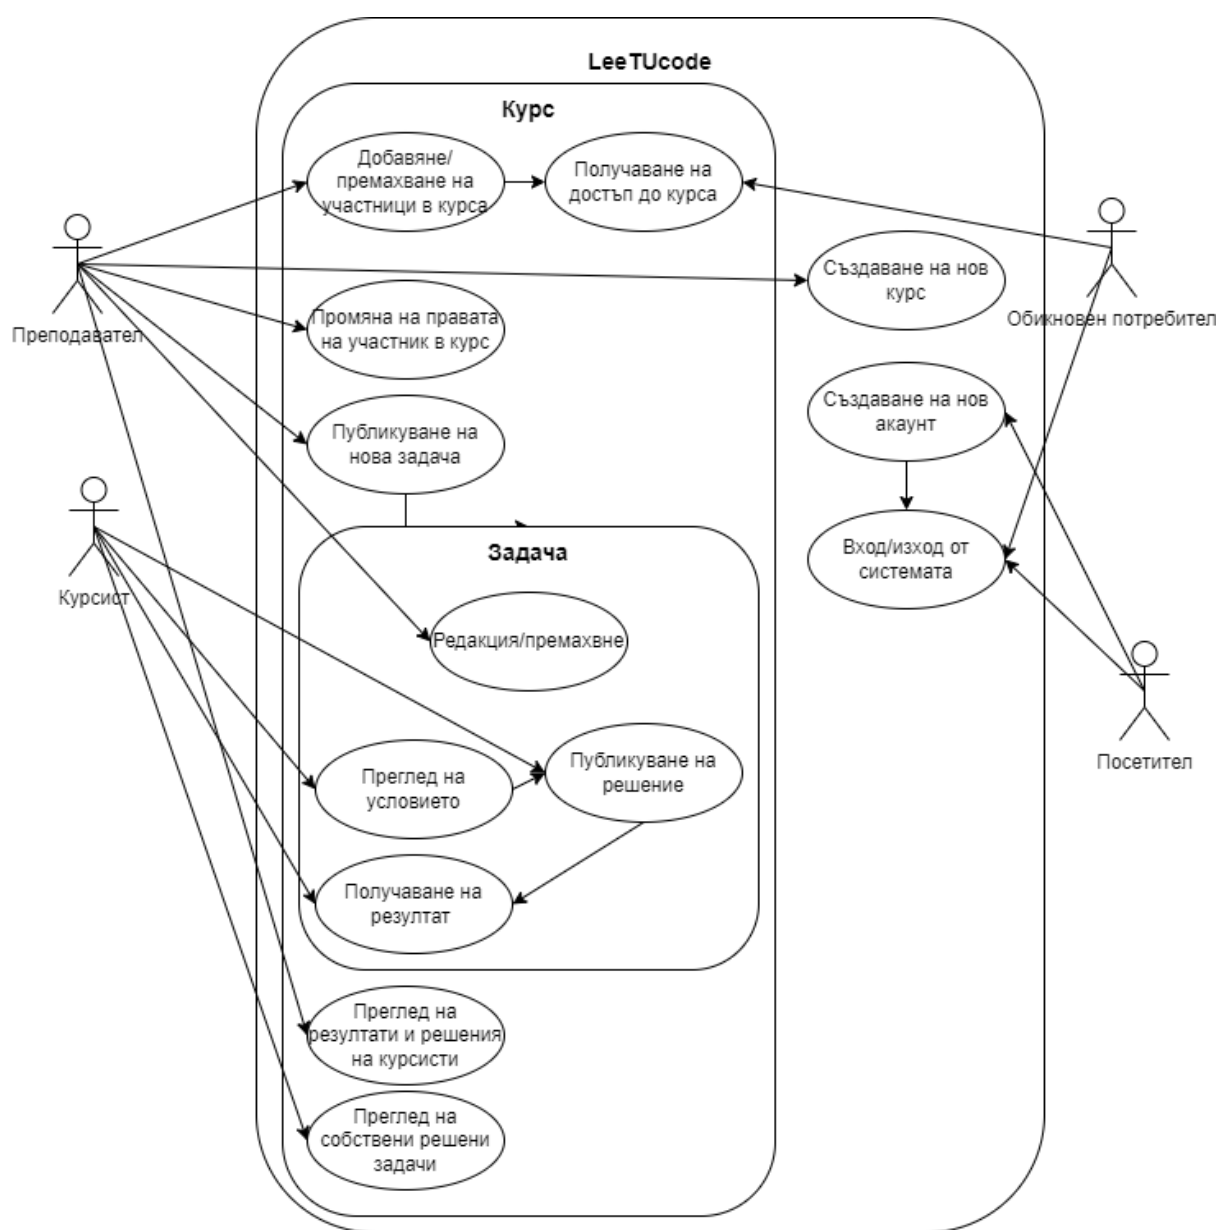 LeeTUcode
Курс
Добавяне/
премахване на
участници в курса
Получаване на
достъп до курса
Създаване на нов
курс
Преподавател
Обикновен потребител
Промяна на правата
на участник в курс
Създаване на нов
акаунт
Публикуване на
нова задача
Вход/изход от
системата
Задача
Курсист
Редакция/премахвне
Посетител
Преглед на
условието
Публикуване на
решение
Получаване на
резултат
Преглед на
резултати и решения
на курсисти
Преглед на
собствени решени
задачи